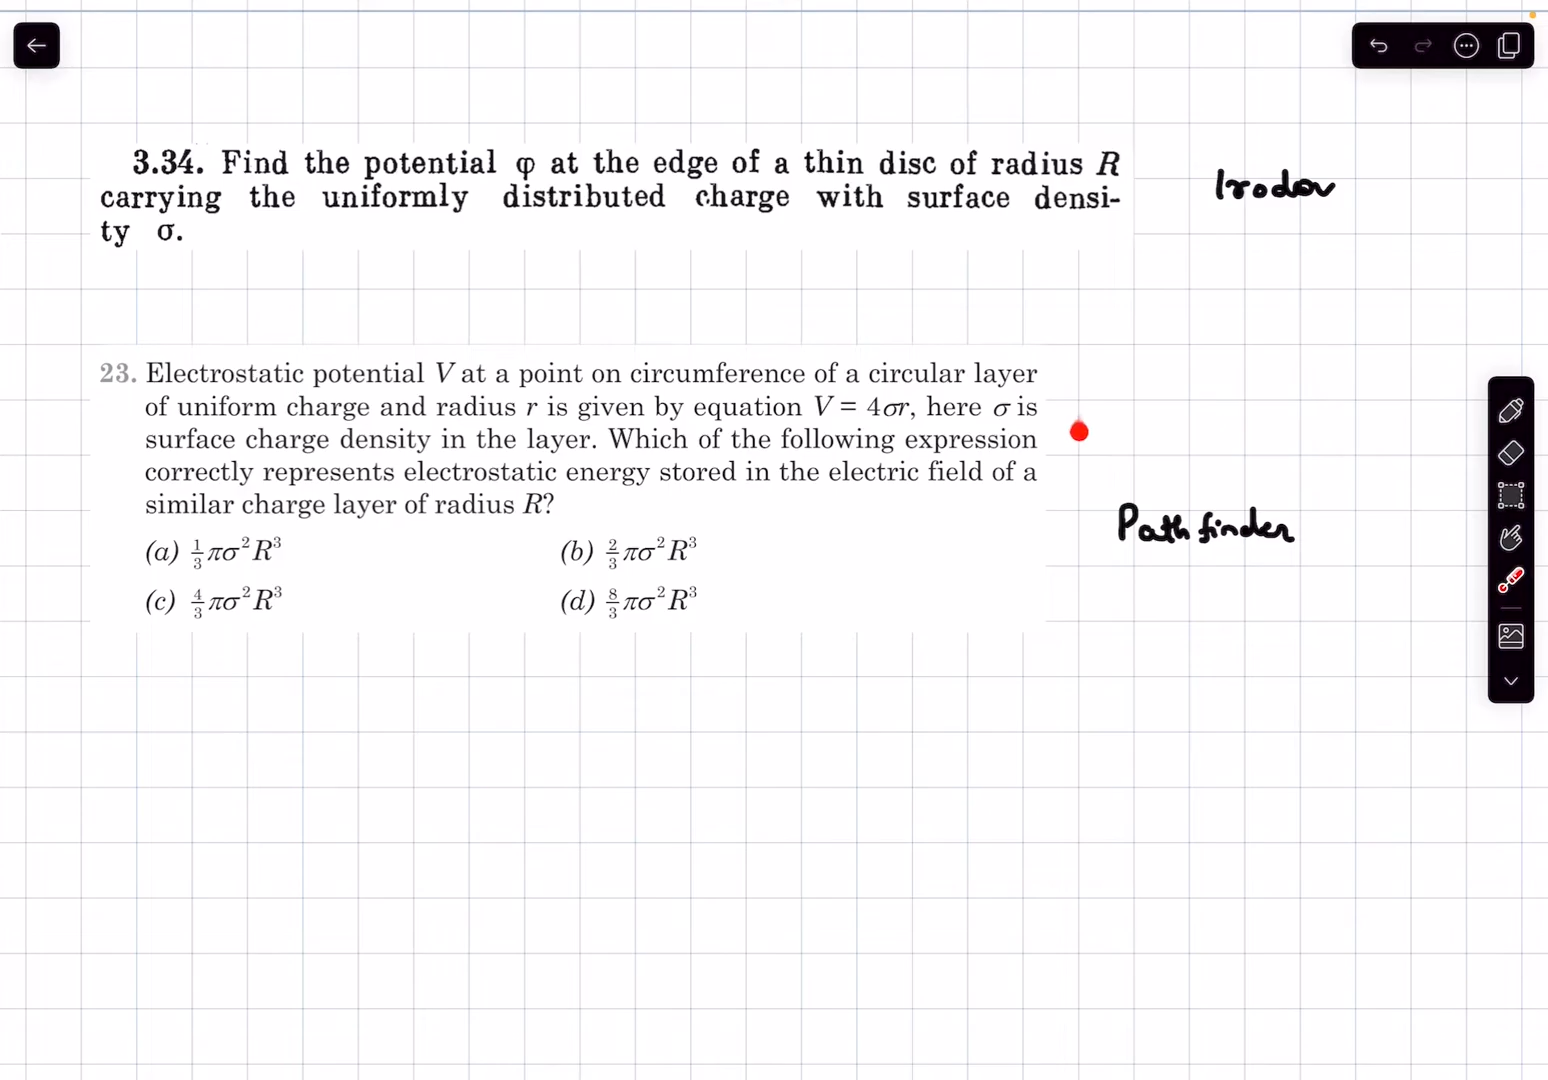 3.34. Find the potential φ at the edge of a thin disc of radius R
carrying the uniformly distributed charge with surface densi-
ty σ.
Irodov
23. Electrostatic potential V at a point on circumference of a circular layer
of uniform charge and radius r is given by equation V = 4σr, here σ is
surface charge density in the layer. Which of the following expression
correctly represents electrostatic energy stored in the electric field of a
similar charge layer of radius R?
Pathfinder
(a) 1/3 πσ²R³
(b) 2/3 πσ²R³
(c) 4/3 πσ²R³
(d) 8/3 πσ²R³